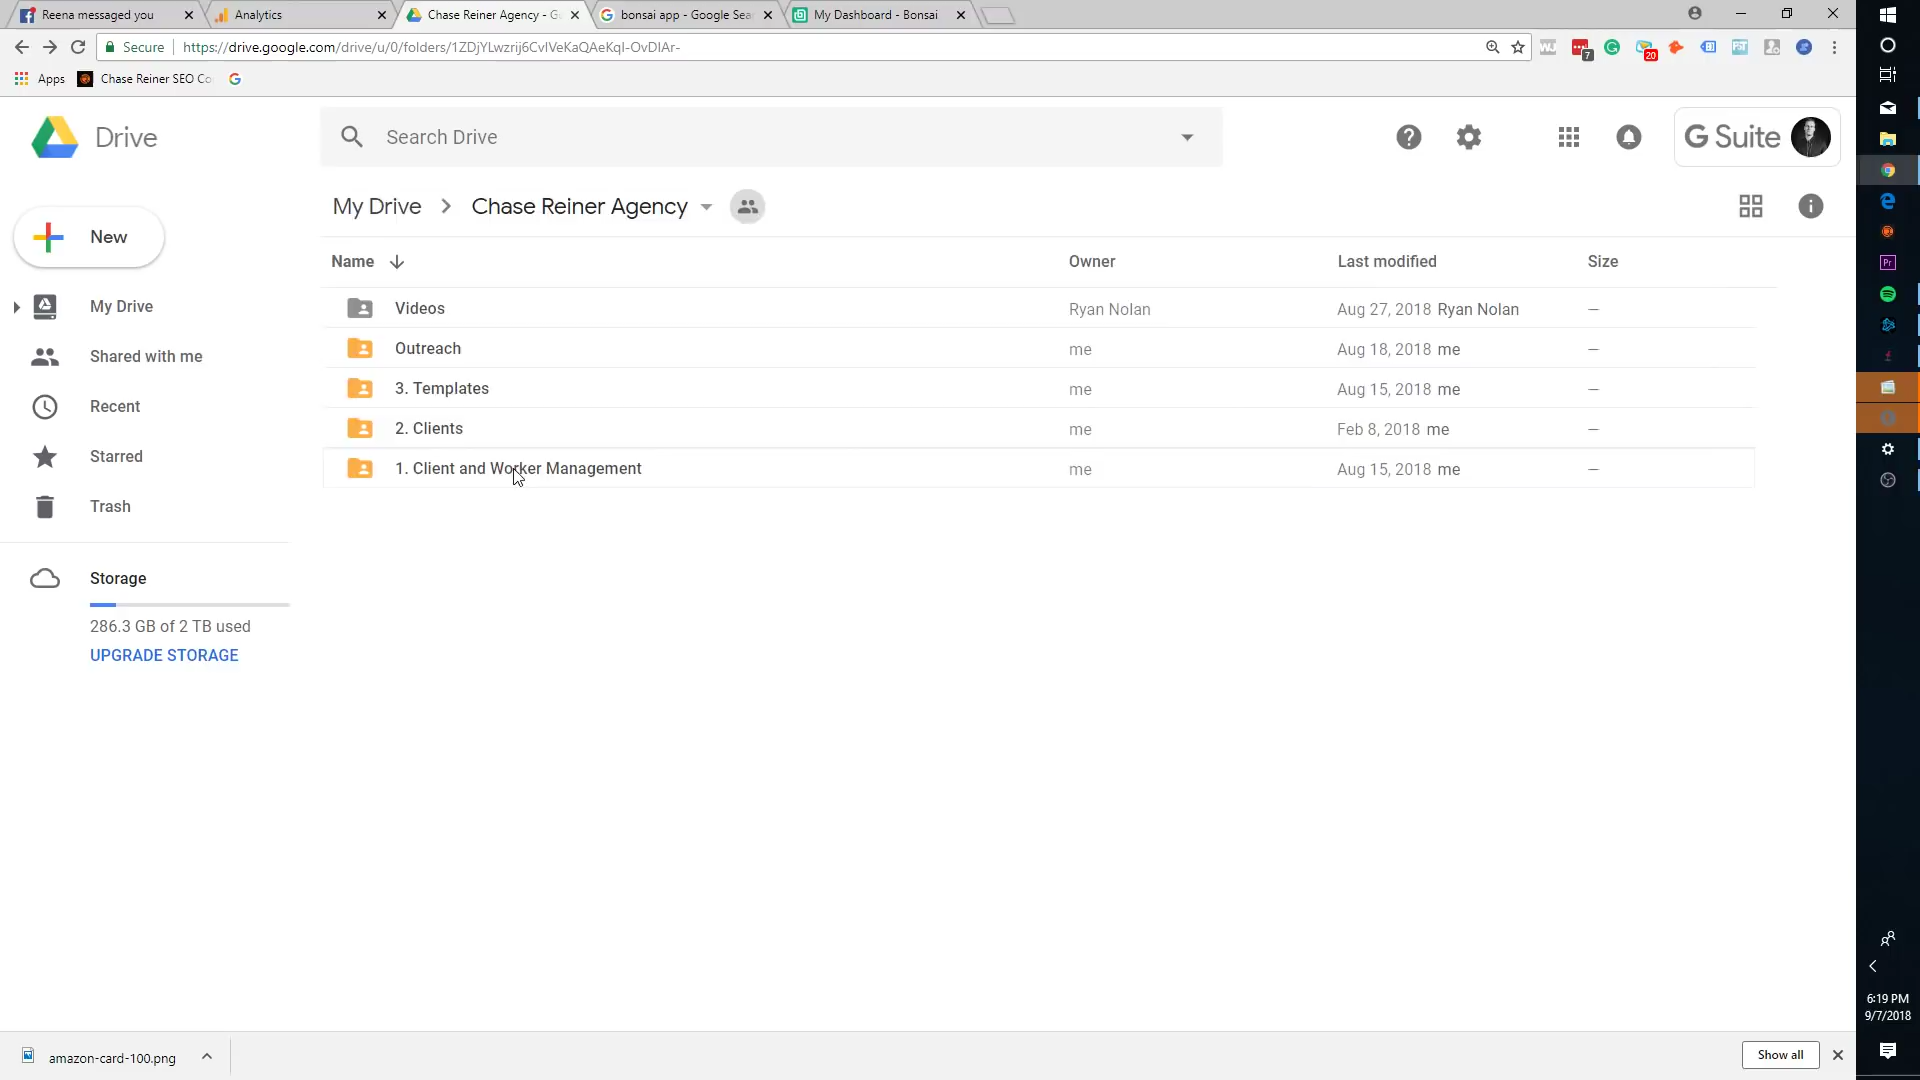 Reena messaged you
Analytics
Chase Reiner Agency - G
bonsai app - Google Sea
My Dashboard - Bonsai
Secure
https://drive.google.com/drive/u/0/folders/1ZDjYLwzrij6CvlVeKaQAeKqI-OvDIAr-
7
20
Apps
Chase Reiner SEO Co
Drive
Search Drive
G Suite
My Drive > Chase Reiner Agency
New
Name Owner Last modified Size
Videos Ryan Nolan Aug 27, 2018 Ryan Nolan —
Outreach me Aug 18, 2018 me —
3. Templates me Aug 15, 2018 me —
2. Clients me Feb 8, 2018 me —
1. Client and Worker Management me Aug 15, 2018 me —
My Drive
Shared with me
Recent
Starred
Trash
Storage
286.3 GB of 2 TB used
UPGRADE STORAGE
Pr
6:19 PM
9/7/2018
amazon-card-100.png
Show all